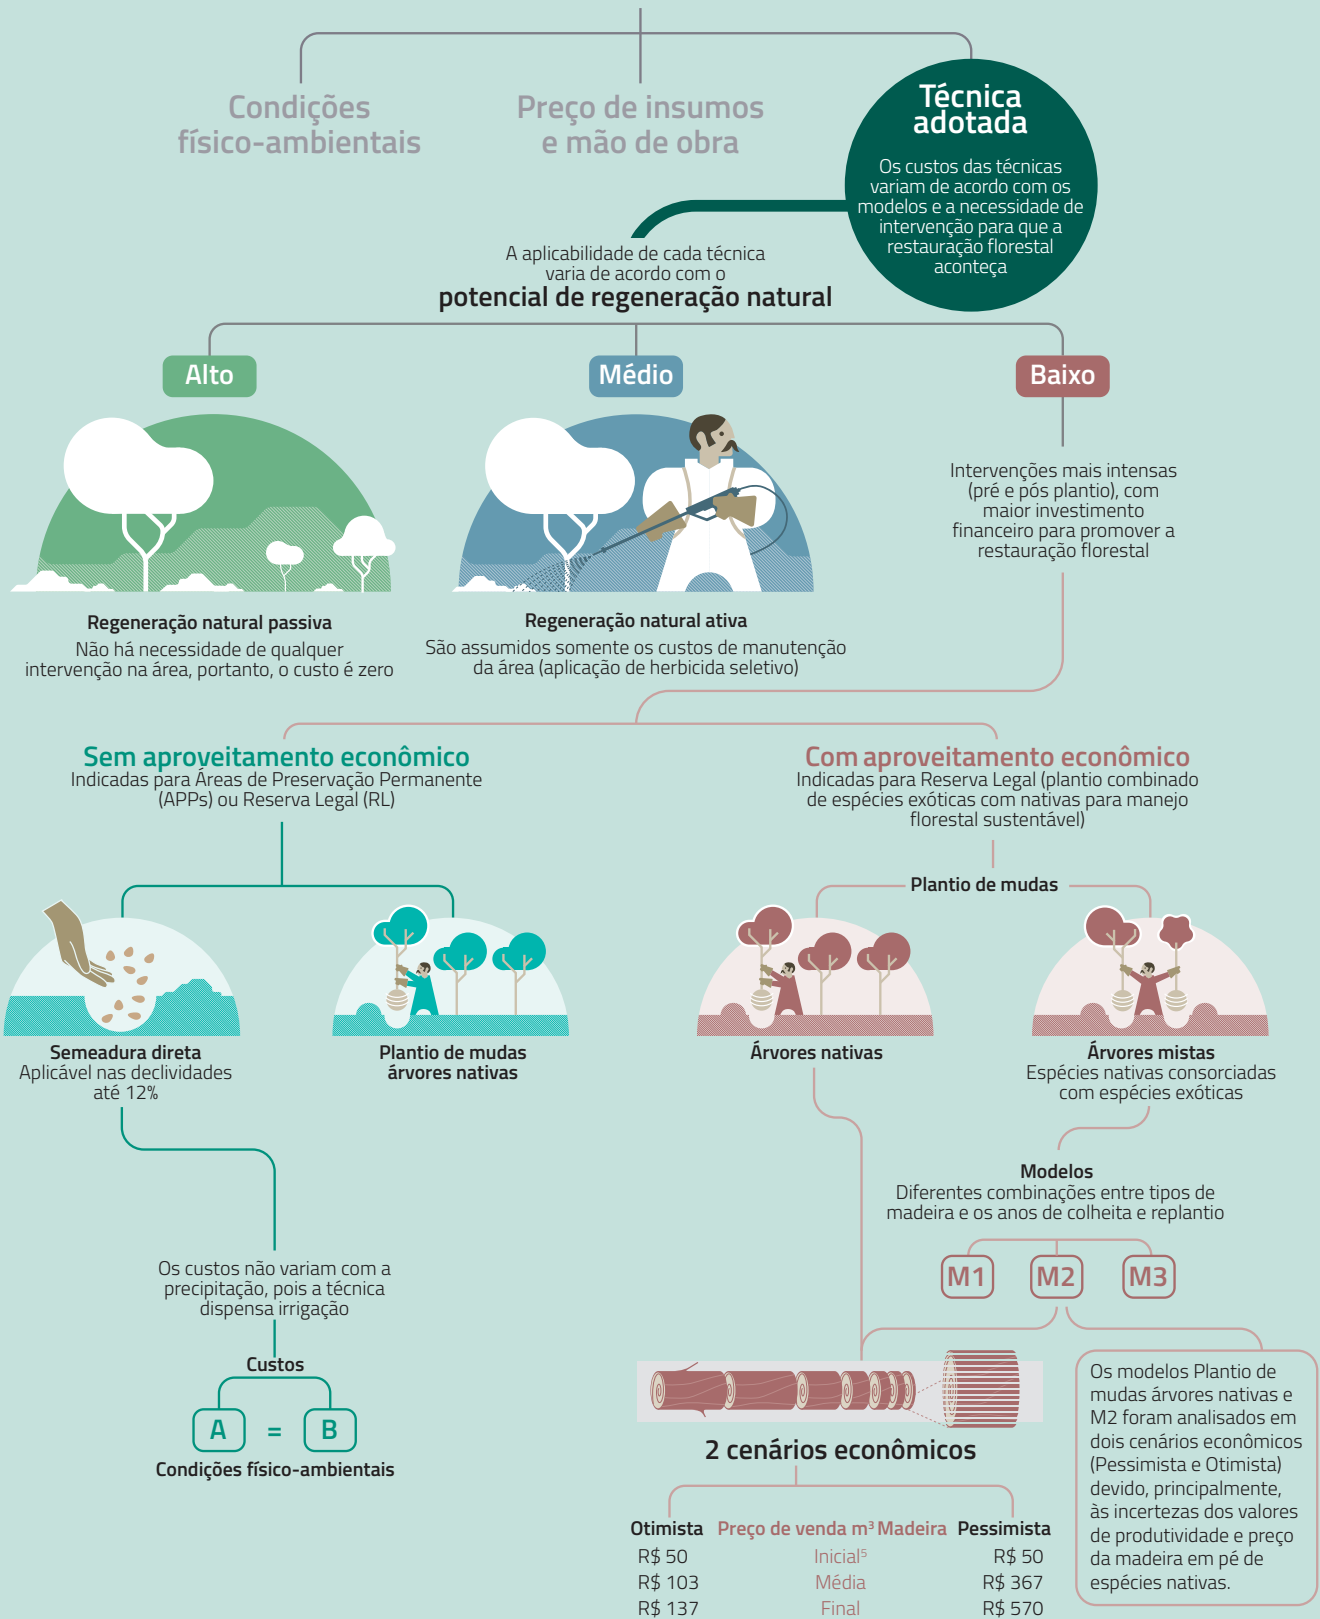 Condições
físico-ambientais
Preço de insumos
e mão de obra
Técnica
adotada
Os custos das técnicas
variam de acordo com os
modelos e a necessidade de
intervenção para que a
restauração florestal
aconteça
A aplicabilidade de cada técnica
varia de acordo com o
potencial de regeneração natural
Alto
Médio
Baixo
Regeneração natural passiva
Não há necessidade de qualquer
intervenção na área, portanto, o custo é zero
Regeneração natural ativa
São assumidos somente os custos de manutenção
da área (aplicação de herbicida seletivo)
Intervenções mais intensas
(pré e pós plantio), com
maior investimento
financeiro para promover a
restauração florestal
Sem aproveitamento econômico
Indicadas para Áreas de Preservação Permanente
(APPs) ou Reserva Legal (RL)
Com aproveitamento econômico
Indicadas para Reserva Legal (plantio combinado
de espécies exóticas com nativas para manejo
florestal sustentável)
Plantio de mudas
Semeadura direta
Aplicável nas declividades
até 12%
Plantio de mudas
árvores nativas
Árvores nativas
Árvores mistas
Espécies nativas consorciadas
com espécies exóticas
Modelos
Diferentes combinações entre tipos de
madeira e os anos de colheita e replantio
M1 M2 M3
Os custos não variam com a
precipitação, pois a técnica
dispensa irrigação
Custos
A = B
Condições físico-ambientais
2 cenários econômicos
Otimista Preço de venda m³ Madeira Pessimista
R$ 50 Inicial⁵ R$ 50
R$ 103 Média R$ 367
R$ 137 Final R$ 570
Os modelos Plantio de
mudas árvores nativas e
M2 foram analisados em
dois cenários econômicos
(Pessimista e Otimista)
devido, principalmente,
às incertezas dos valores
de produtividade e preço
da madeira em pé de
espécies nativas.